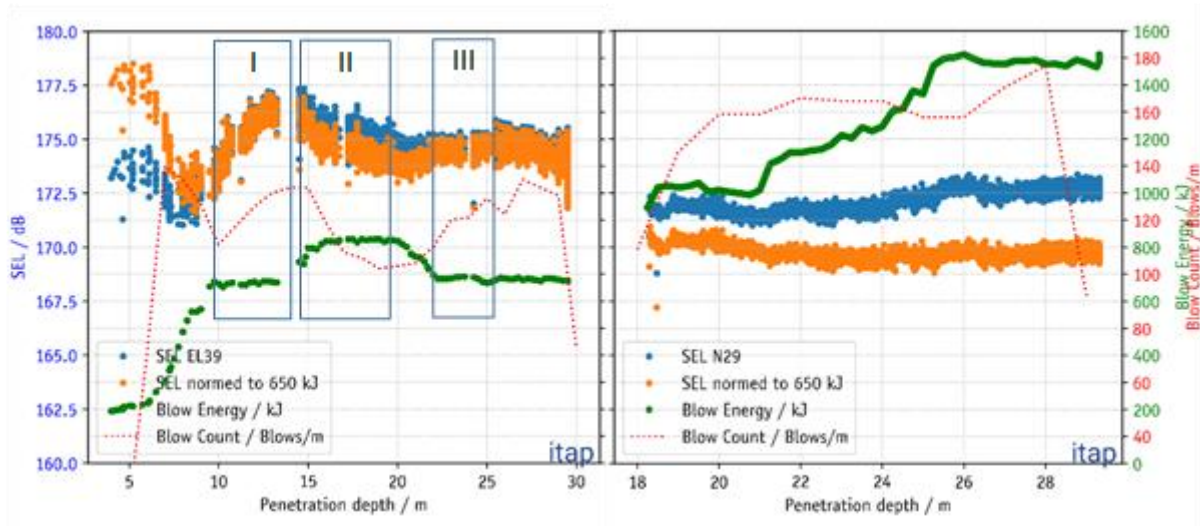 180.0
177.5
175.0
172.5
170.0
167.5
165.0
162.5
160.0
SEL / dB
I
II
III
SEL EL39
SEL normed to 650 kJ
Blow Energy / kJ
Blow Count / Blows/m
itap
5
10
15
20
25
30
Penetration depth / m
SEL N29
SEL normed to 650 kJ
Blow Energy / kJ
Blow Count / Blows/m
itap
18
20
22
24
26
28
Penetration depth / m
180
160
140
120
100
80
60
40
Blow Count / Blows/m
1600
1400
1200
1000
800
600
400
200
0
Blow Energy / kJ